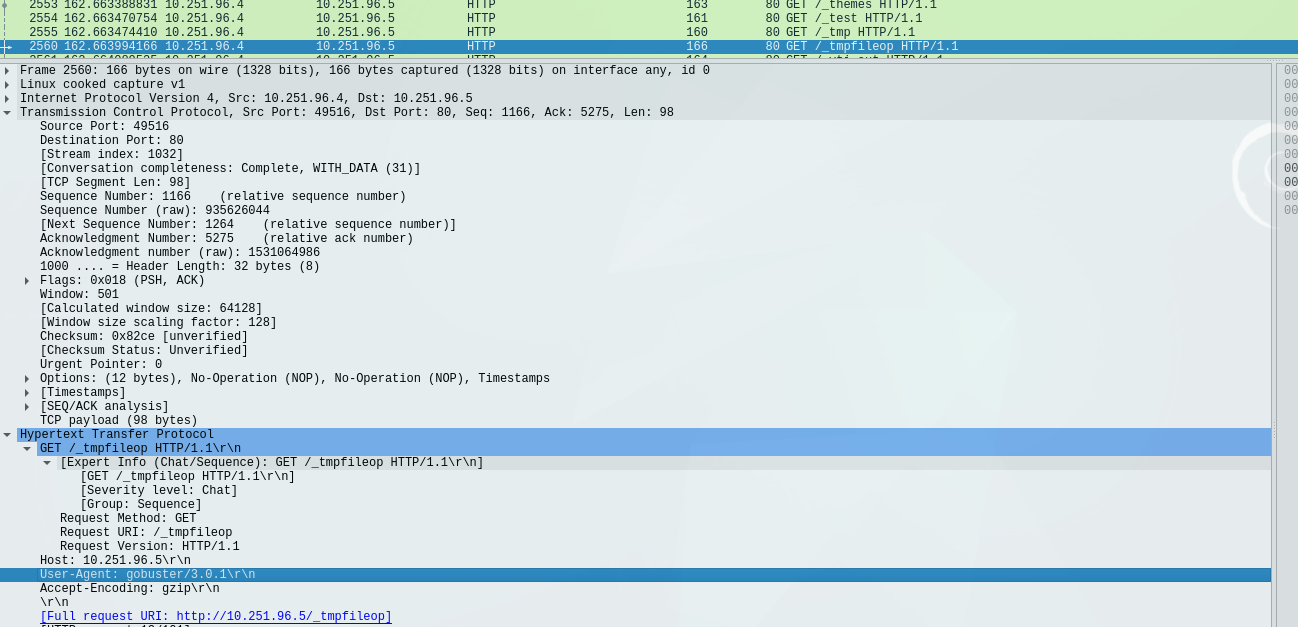 2553 162.663388831 10.251.96.4 10.251.96.5 HTTP 163 80 GET /_themes HTTP/1.1
2554 162.663470754 10.251.96.4 10.251.96.5 HTTP 161 80 GET /_test HTTP/1.1
2555 162.663474410 10.251.96.4 10.251.96.5 HTTP 160 80 GET /_tmp HTTP/1.1
2560 162.663994166 10.251.96.4 10.251.96.5 HTTP 166 80 GET /_tmpfileop HTTP/1.1
Frame 2560: 166 bytes on wire (1328 bits), 166 bytes captured (1328 bits) on interface any, id 0
Linux cooked capture v1
Internet Protocol Version 4, Src: 10.251.96.4, Dst: 10.251.96.5
Transmission Control Protocol, Src Port: 49516, Dst Port: 80, Seq: 1166, Ack: 5275, Len: 98
Source Port: 49516
Destination Port: 80
[Stream index: 1032]
[Conversation completeness: Complete, WITH_DATA (31)]
[TCP Segment Len: 98]
Sequence Number: 1166 (relative sequence number)
Sequence Number (raw): 935626044
[Next Sequence Number: 1264 (relative sequence number)]
Acknowledgment Number: 5275 (relative ack number)
Acknowledgment number (raw): 1531064986
1000 .... = Header Length: 32 bytes (8)
Flags: 0x018 (PSH, ACK)
Window: 501
[Calculated window size: 64128]
[Window size scaling factor: 128]
Checksum: 0x82ce [unverified]
[Checksum Status: Unverified]
Urgent Pointer: 0
Options: (12 bytes), No-Operation (NOP), No-Operation (NOP), Timestamps
[Timestamps]
[SEQ/ACK analysis]
TCP payload (98 bytes)
Hypertext Transfer Protocol
GET /_tmpfileop HTTP/1.1\r\n
[Expert Info (Chat/Sequence): GET /_tmpfileop HTTP/1.1\r\n]
[GET /_tmpfileop HTTP/1.1\r\n]
[Severity level: Chat]
[Group: Sequence]
Request Method: GET
Request URI: /_tmpfileop
Request Version: HTTP/1.1
Host: 10.251.96.5\r\n
User-Agent: gobuster/3.0.1\r\n
Accept-Encoding: gzip\r\n
\r\n
[Full request URI: http://10.251.96.5/_tmpfileop]
00
00
00
00
00
00
00
00
00
00
00